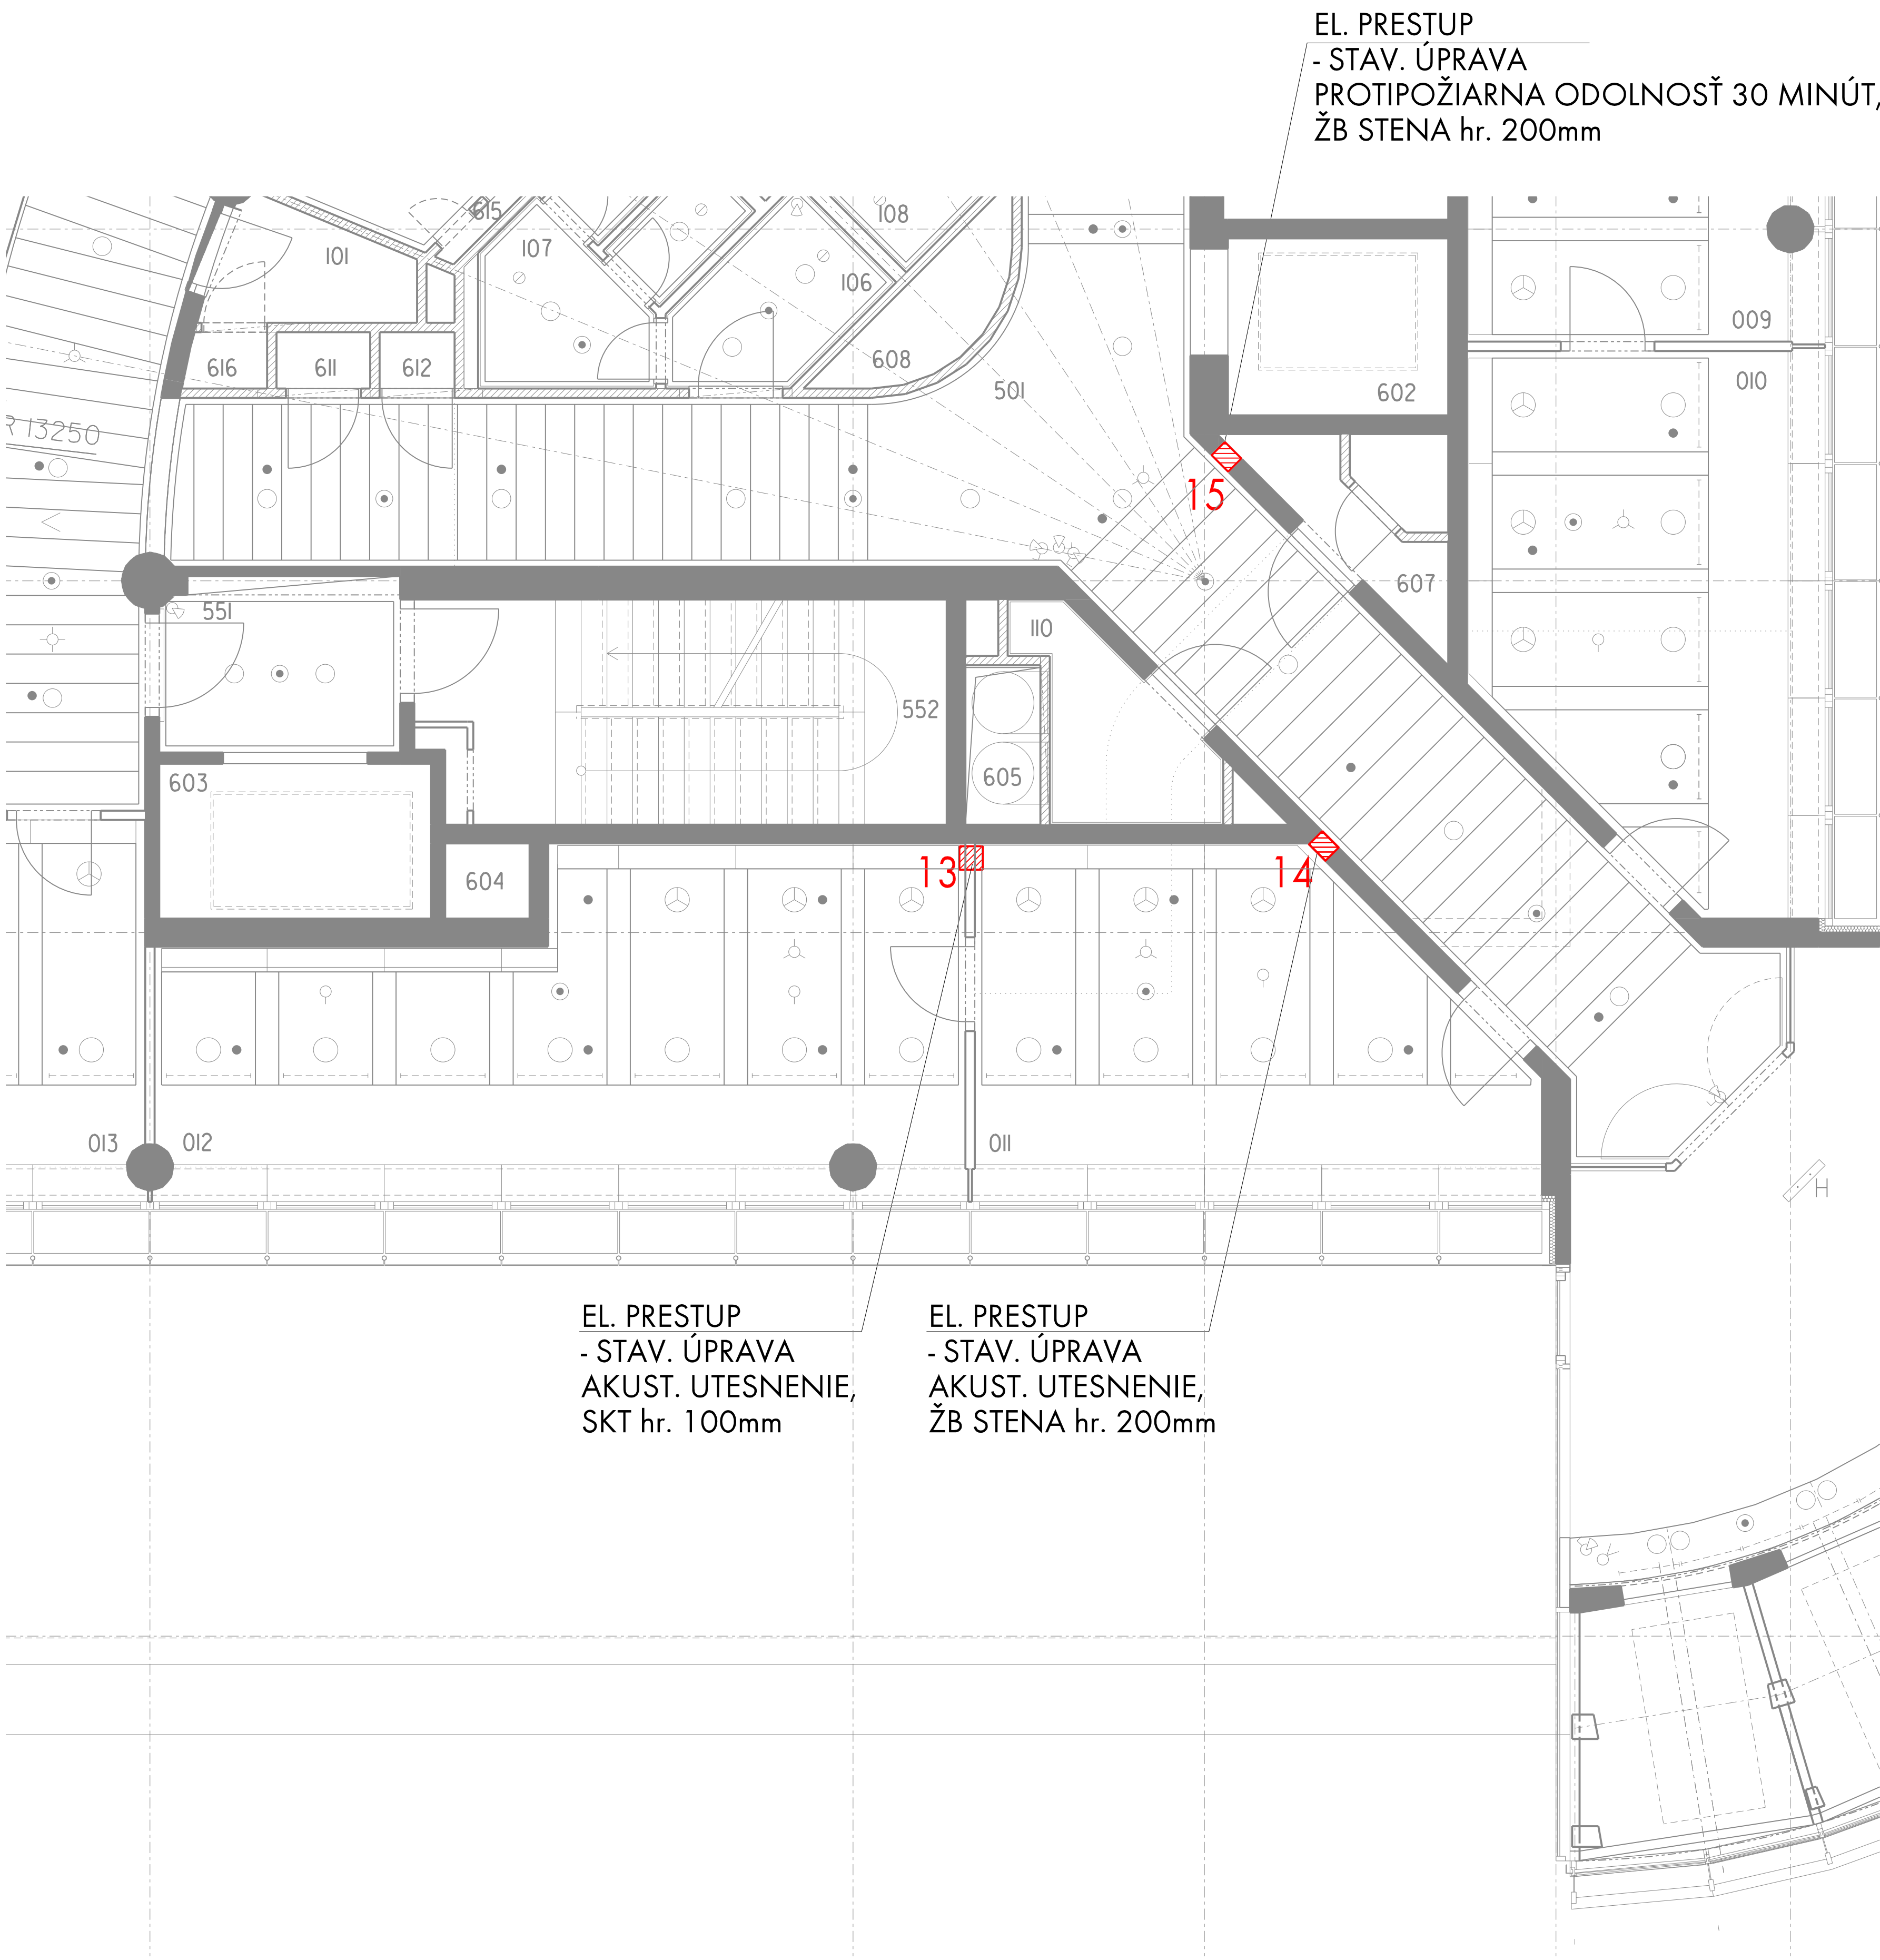 EL. PRESTUP
- STAV. ÚPRAVA
PROTIPOŽIARNA ODOLNOSŤ 30 MINÚT,
ŽB STENA hr. 200mm
615
108
107
101
106
009
616
611
612
608
501
602
010
R 13250
15
607
551
110
552
605
603
604
13
14
013
012
011
H
EL. PRESTUP
- STAV. ÚPRAVA
AKUST. UTESNENIE,
SKT hr. 100mm
EL. PRESTUP
- STAV. ÚPRAVA
AKUST. UTESNENIE,
ŽB STENA hr. 200mm